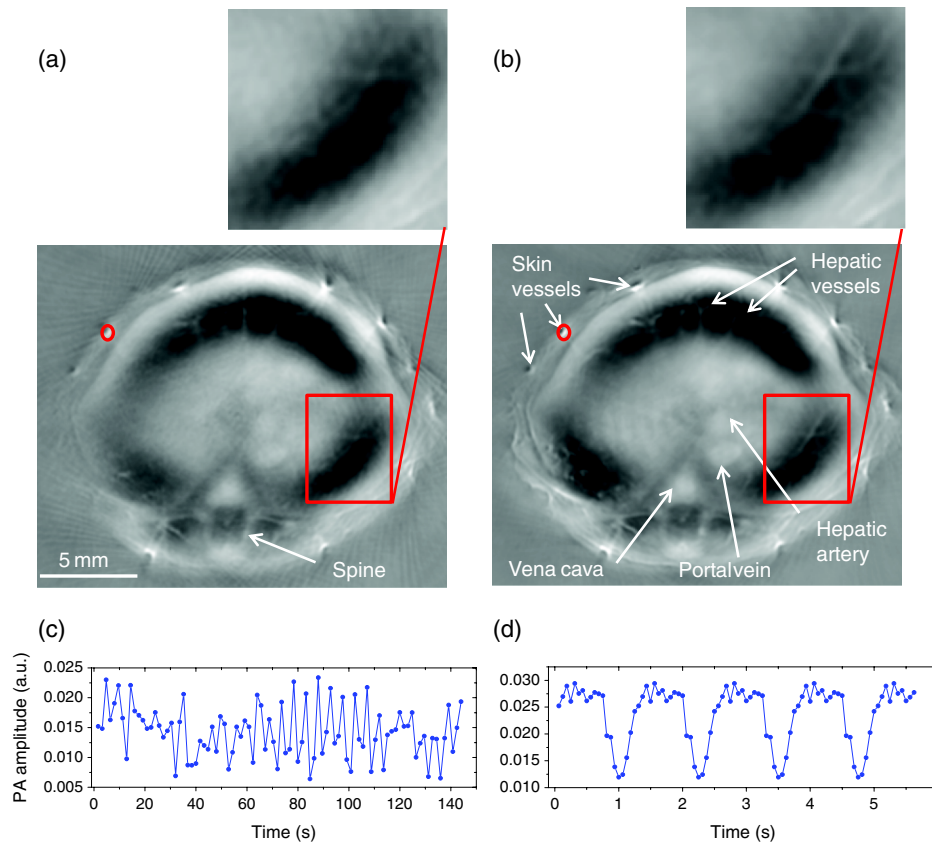 (a)
(b)
Skin
vessels
Hepatic
vessels
5 mm
Spine
Vena cava
Portal vein
Hepatic
artery
(c)
(d)
PA amplitude (a.u.)
0.025
0.020
0.015
0.010
0.005
0 20 40 60 80 100 120 140
Time (s)
0.030
0.025
0.020
0.015
0.010
0 1 2 3 4 5
Time (s)